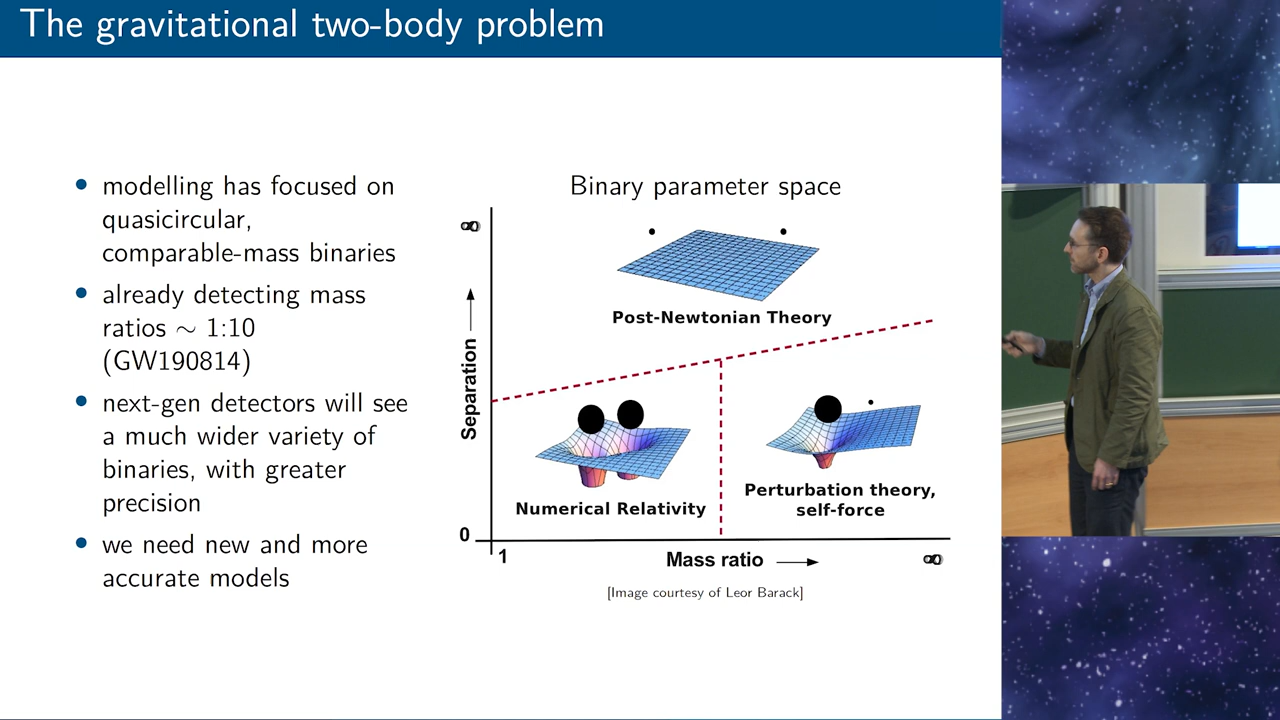 The gravitational two-body problem
• modelling has focused on
quasicircular,
comparable-mass binaries
• already detecting mass
ratios ∼ 1:10
(GW190814)
• next-gen detectors will see
a much wider variety of
binaries, with greater
precision
• we need new and more
accurate models
Binary parameter space
∞
Post-Newtonian Theory
Separation
Numerical Relativity
Perturbation theory,
self-force
0
1
Mass ratio
∞
[Image courtesy of Leor Barack]